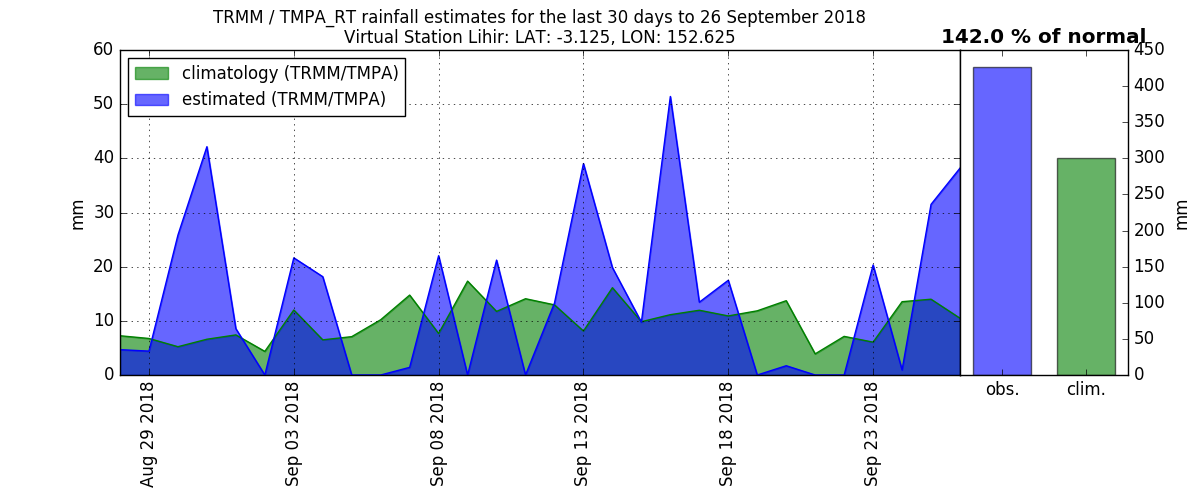 TRMM / TMPA_RT rainfall estimates for the last 30 days to 26 September 2018
Virtual Station Lihir: LAT: -3.125, LON: 152.625
142.0 % of normal
climatology (TRMM/TMPA)
estimated (TRMM/TMPA)
60
50
40
30
20
10
0
mm
Aug 29 2018
Sep 03 2018
Sep 08 2018
Sep 13 2018
Sep 18 2018
Sep 23 2018
450
400
350
300
250
200
150
100
50
0
mm
obs.
clim.